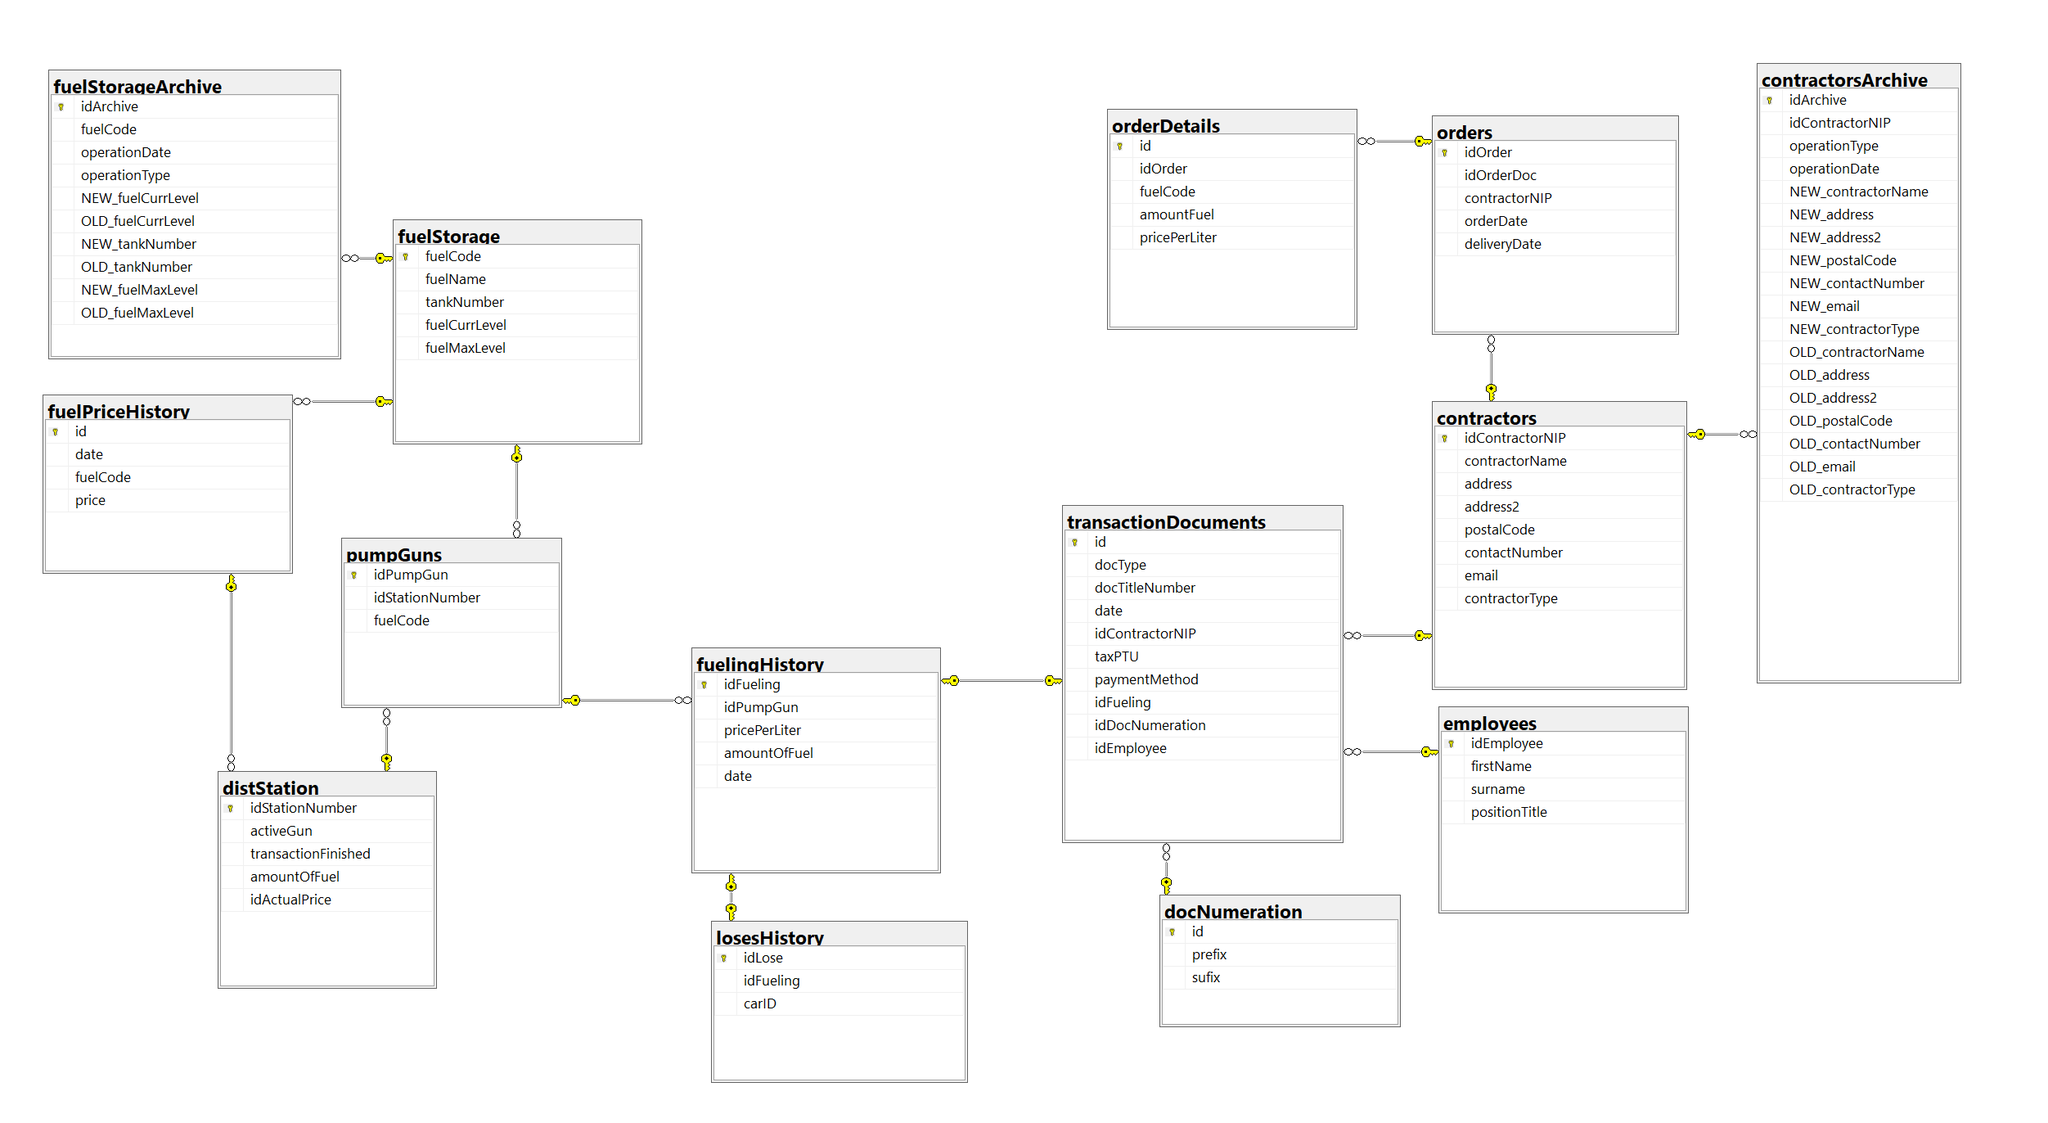 fuelStorageArchive
idArchive
fuelCode
operationDate
operationType
NEW_fuelCurrLevel
OLD_fuelCurrLevel
NEW_tankNumber
OLD_tankNumber
NEW_fuelMaxLevel
OLD_fuelMaxLevel
fuelStorage
fuelCode
fuelName
tankNumber
fuelCurrLevel
fuelMaxLevel
fuelPriceHistory
id
date
fuelCode
price
pumpGuns
idPumpGun
idStationNumber
fuelCode
distStation
idStationNumber
activeGun
transactionFinished
amountOfFuel
idActualPrice
fuelingHistory
idFueling
idPumpGun
pricePerLiter
amountOfFuel
date
losesHistory
idLose
idFueling
carID
orderDetails
id
idOrder
fuelCode
amountFuel
pricePerLiter
orders
idOrder
idOrderDoc
contractorNIP
orderDate
deliveryDate
transactionDocuments
id
docType
docTitleNumber
date
idContractorNIP
taxPTU
paymentMethod
idFueling
idDocNumeration
idEmployee
contractors
idContractorNIP
contractorName
address
address2
postalCode
contactNumber
email
contractorType
employees
idEmployee
firstName
surname
positionTitle
docNumeration
id
prefix
sufix
contractorsArchive
idArchive
idContractorNIP
operationType
operationDate
NEW_contractorName
NEW_address
NEW_address2
NEW_postalCode
NEW_contactNumber
NEW_email
NEW_contractorType
OLD_contractorName
OLD_address
OLD_address2
OLD_postalCode
OLD_contactNumber
OLD_email
OLD_contractorType